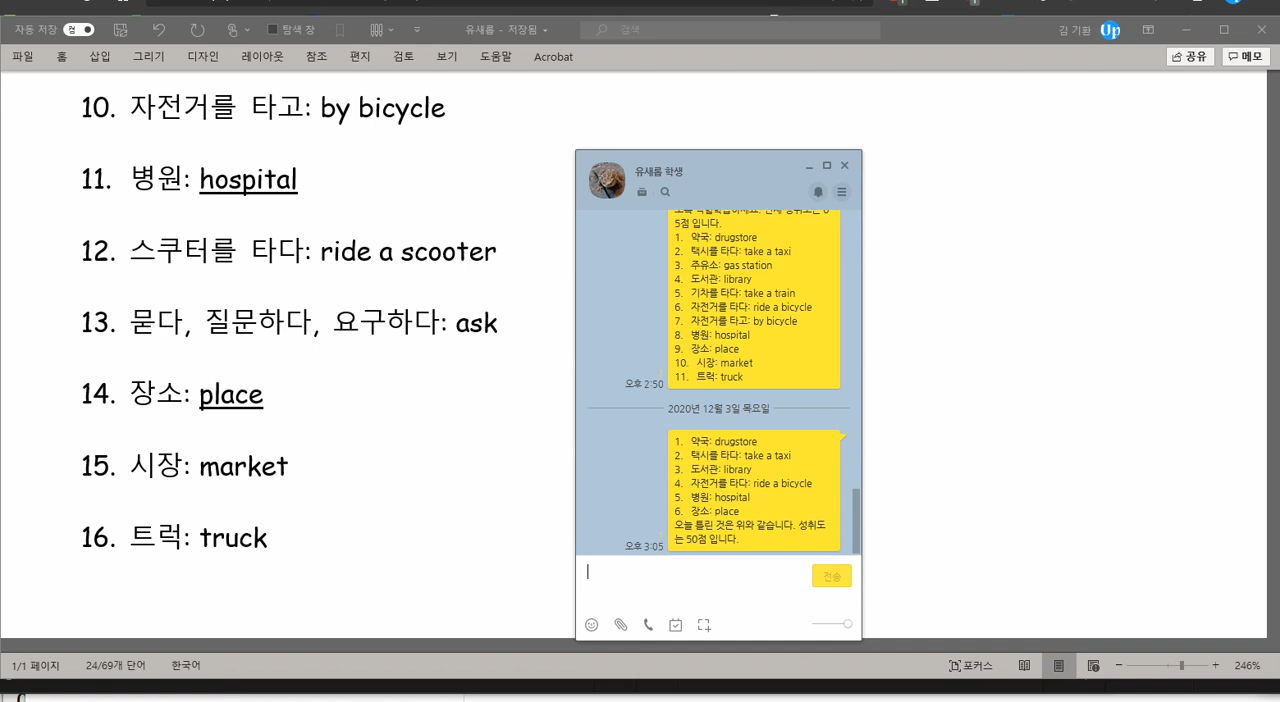 자동 저장 켬 탐색 창 유새롬 - 저장됨 검색 김 기환 Up
파일 홈 삽입 그리기 디자인 레이아웃 참조 편지 검토 보기 도움말 Acrobat 공유 메모
10. 자전거를 타고: by bicycle
11. 병원: hospital
12. 스쿠터를 타다: ride a scooter
13. 묻다, 질문하다, 요구하다: ask
14. 장소: place
15. 시장: market
16. 트럭: truck
유새롬 학생
5점 입니다.
1. 약국: drugstore
2. 택시를 타다: take a taxi
3. 주유소: gas station
4. 도서관: library
5. 기차를 타다: take a train
6. 자전거를 타다: ride a bicycle
7. 자전거를 타고: by bicycle
8. 병원: hospital
9. 장소: place
10. 시장: market
11. 트럭: truck
오후 2:50
2020년 12월 3일 목요일
1. 약국: drugstore
2. 택시를 타다: take a taxi
3. 도서관: library
4. 자전거를 타다: ride a bicycle
5. 병원: hospital
6. 장소: place
오늘 틀린 것은 위와 같습니다. 성취도
는 50점 입니다.
오후 3:05
전송
1/1 페이지 24/69개 단어 한국어 포커스 246%